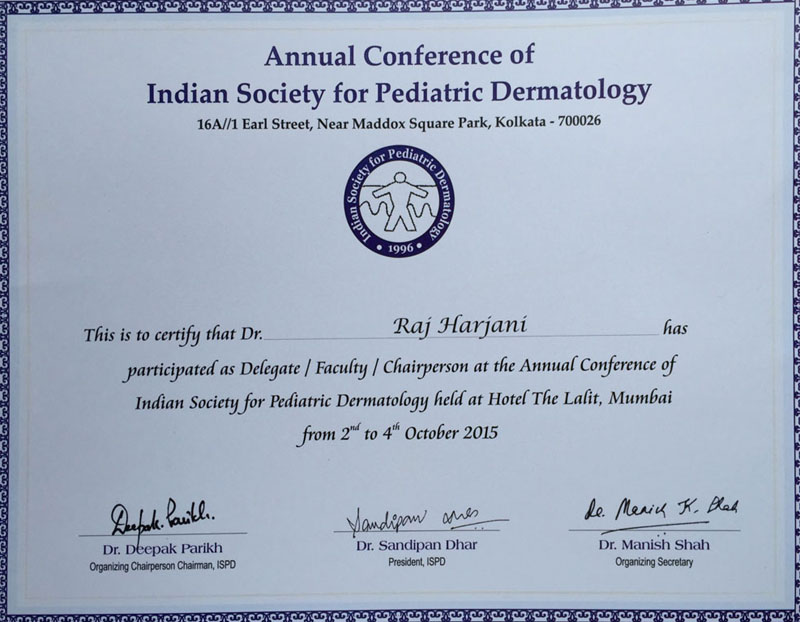 Annual Conference of
Indian Society for Pediatric Dermatology
16A//1 Earl Street, Near Maddox Square Park, Kolkata - 700026
Indian Society for Pediatric Dermatology
• 1996 •
This is to certify that Dr. Raj Harjani has
participated as Delegate / Faculty / Chairperson at the Annual Conference of
Indian Society for Pediatric Dermatology held at Hotel The Lalit, Mumbai
from 2nd to 4th October 2015
Deepak. Parikh.
Sandipan
Dr. Manish K. Shah
Dr. Deepak Parikh
Dr. Sandipan Dhar
Dr. Manish Shah
Organizing Chairperson Chairman, ISPD
President, ISPD
Organizing Secretary